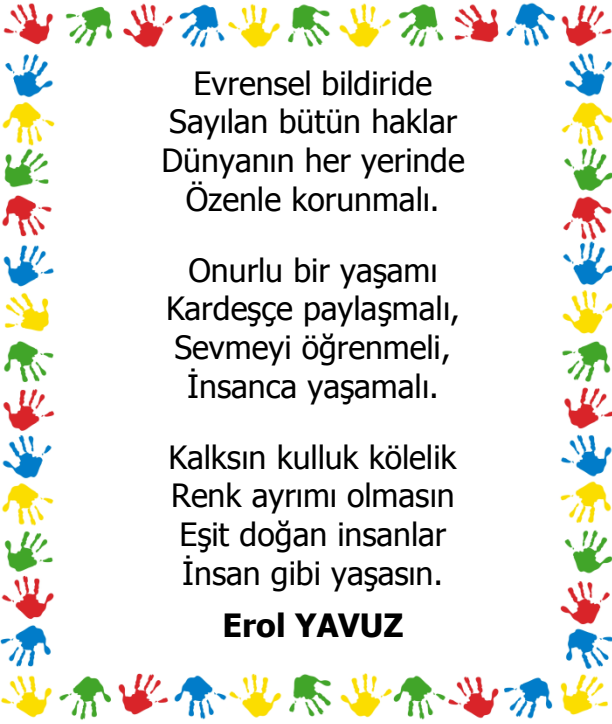 Evrensel bildiride
Sayılan bütün haklar
Dünyanın her yerinde
Özenle korunmalı.

Onurlu bir yaşamı
Kardeşçe paylaşmalı,
Sevmeyi öğrenmeli,
İnsanca yaşamalı.

Kalksın kulluk kölelik
Renk ayrımı olmasın
Eşit doğan insanlar
İnsan gibi yaşasın.
Erol YAVUZ